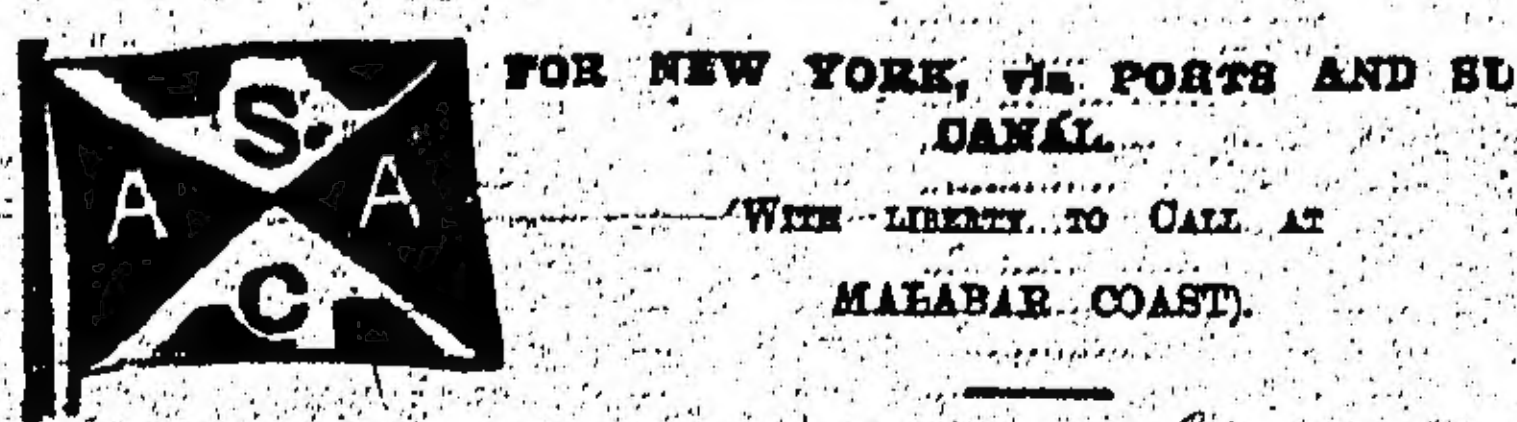 S
A A
C
FOR NEW YORK, via PORTS AND SU
CANAL
(WITH LIBERTY TO CALL AT
MALABAR COAST).